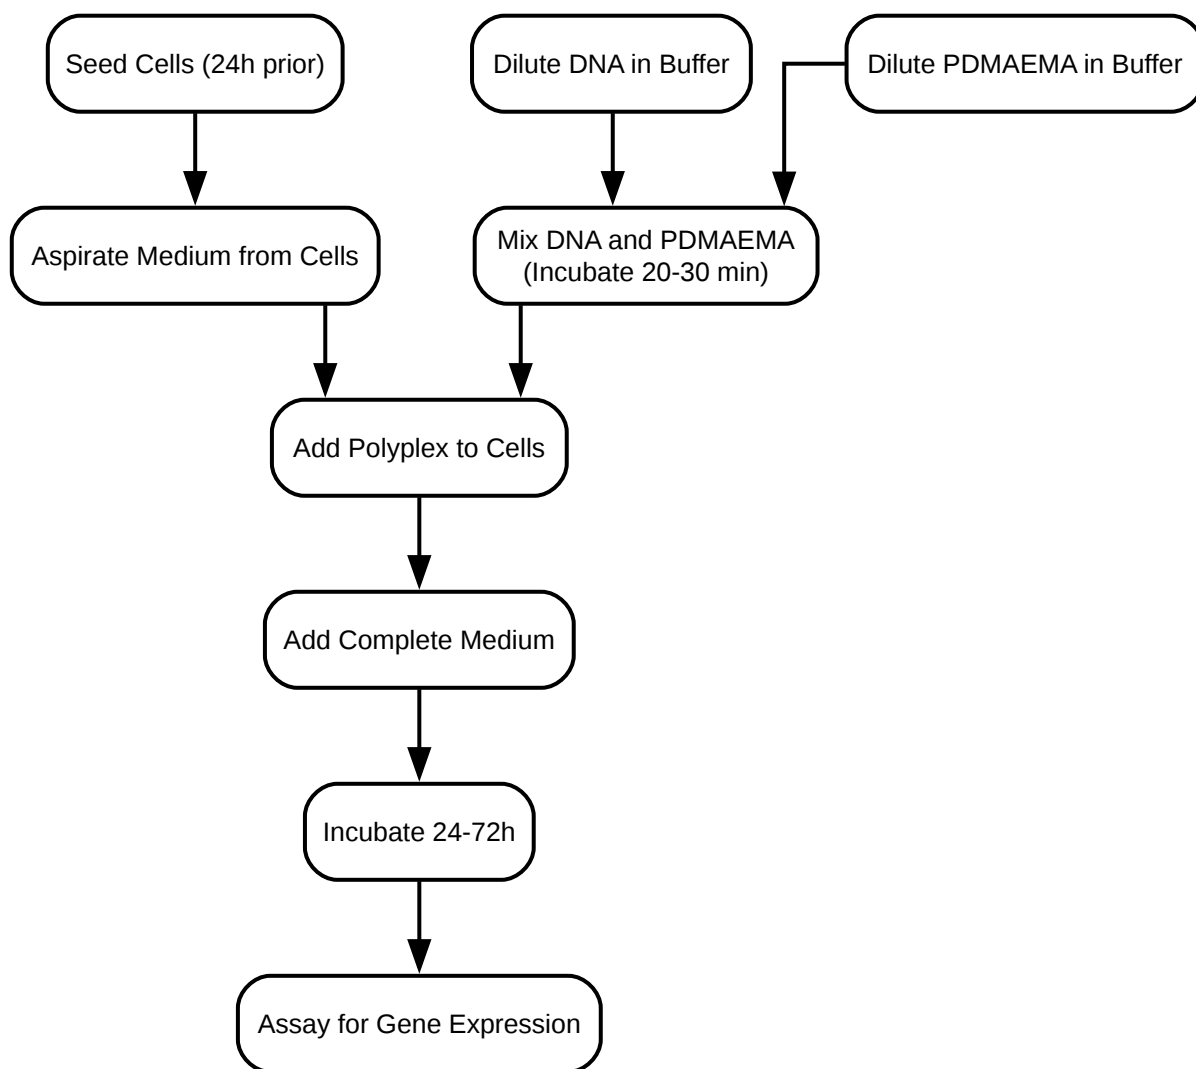 Seed Cells (24h prior)
Dilute DNA in Buffer
Dilute PDMAEMA in Buffer
Aspirate Medium from Cells
Mix DNA and PDMAEMA
(Incubate 20-30 min)
Add Polyplex to Cells
Add Complete Medium
Incubate 24-72h
Assay for Gene Expression